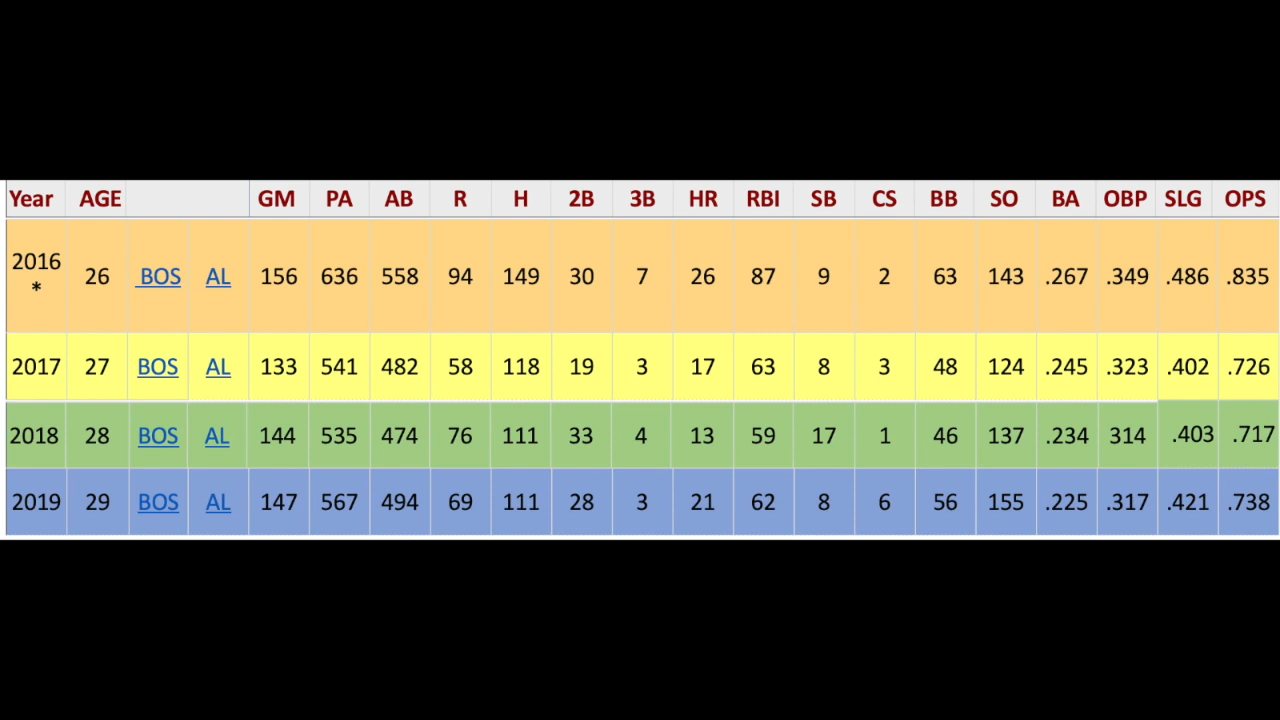 Year AGE GM PA AB R H 2B 3B HR RBI SB CS BB SO BA OBP SLG OPS
2016 * 26 BOS AL 156 636 558 94 149 30 7 26 87 9 2 63 143 .267 .349 .486 .835
2017 27 BOS AL 133 541 482 58 118 19 3 17 63 8 3 48 124 .245 .323 .402 .726
2018 28 BOS AL 144 535 474 76 111 33 4 13 59 17 1 46 137 .234 314 .403 .717
2019 29 BOS AL 147 567 494 69 111 28 3 21 62 8 6 56 155 .225 .317 .421 .738